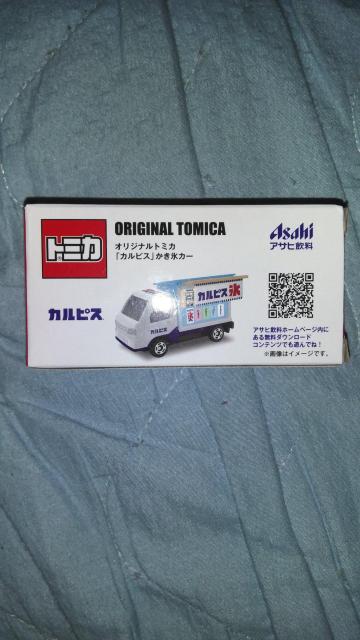 トミカ
ORIGINAL TOMICA
オリジナルトミカ
「カルピス」かき氷カー
Asahi
アサヒ飲料
カルピス
カルピス 氷
カルピス
アサヒ飲料ホームページ内に
ある無料ダウンロード
コンテンツでも遊んでね!
※画像はイメージです。